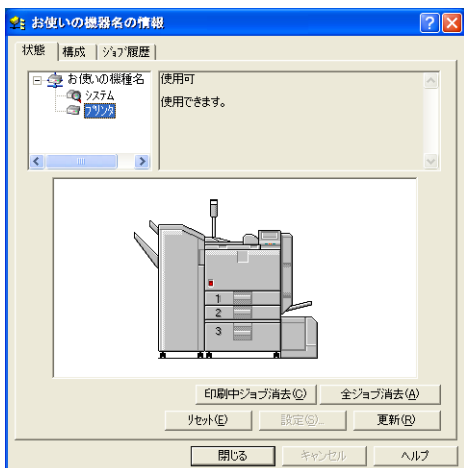 お使いの機器名の情報
状態 構成 ｼﾞｮﾌﾞ履歴
お使いの機種名
システム
プリンタ
使用可
使用できます。
1
2
3
印刷中ジョブ消去(C) 全ジョブ消去(A)
リセット(E) 設定(S)... 更新(R)
閉じる キャンセル ヘルプ